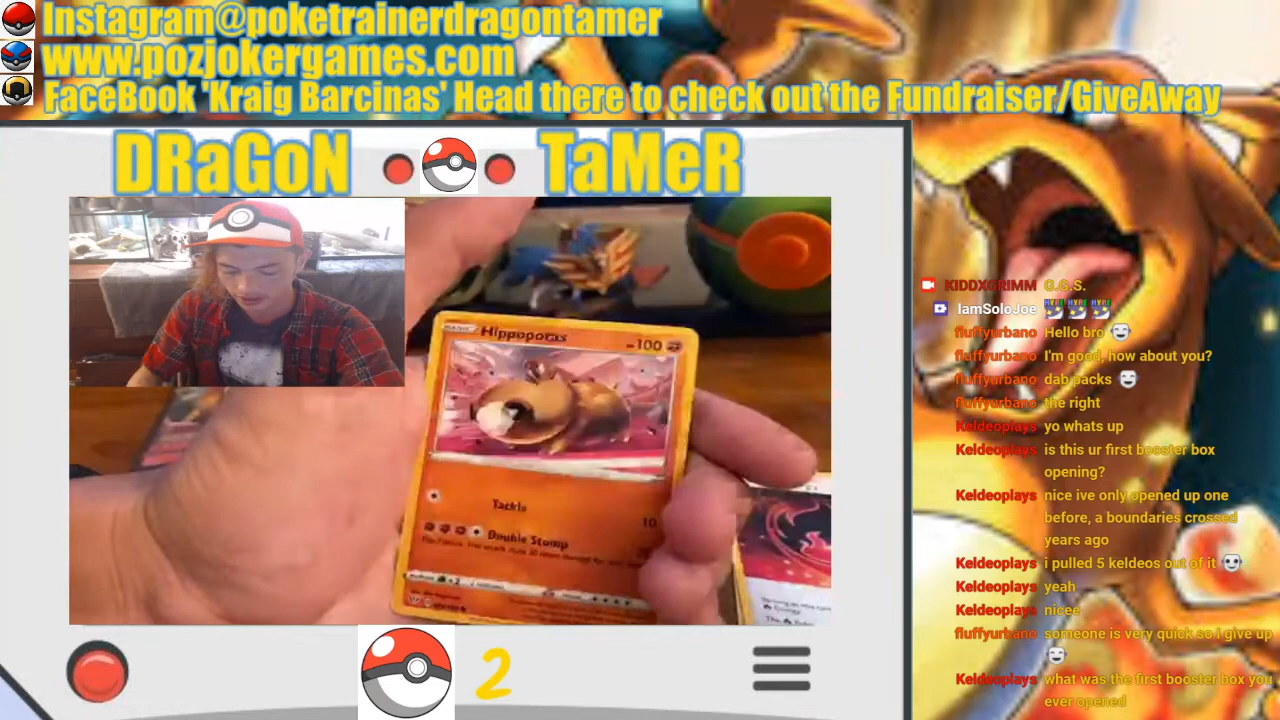 Instagram@poketrainerdragontamer
www.pozjokergames.com
FaceBook 'Kraig Barcinas' Head there to check out the Fundraiser/GiveAway
DRaGoN TaMeR
Hippopotas 100
Tackle 10
Double Stomp
2
KIDDXGRIMM G.G.S.
IamSoloJoe HYPE HYPE HYPE
fluffyurbano Hello bro
fluffyurbano I'm good, how about you?
fluffyurbano dab packs
fluffyurbano the right
Keldeoplays yo whats up
Keldeoplays is this ur first booster box
opening?
Keldeoplays nice ive only opened up one
before, a boundaries crossed
years ago
Keldeoplays i pulled 5 keldeos out of it
Keldeoplays yeah
Keldeoplays nicee
fluffyurbano someone is very quick so I give up
Keldeoplays what was the first booster box you
ever opened